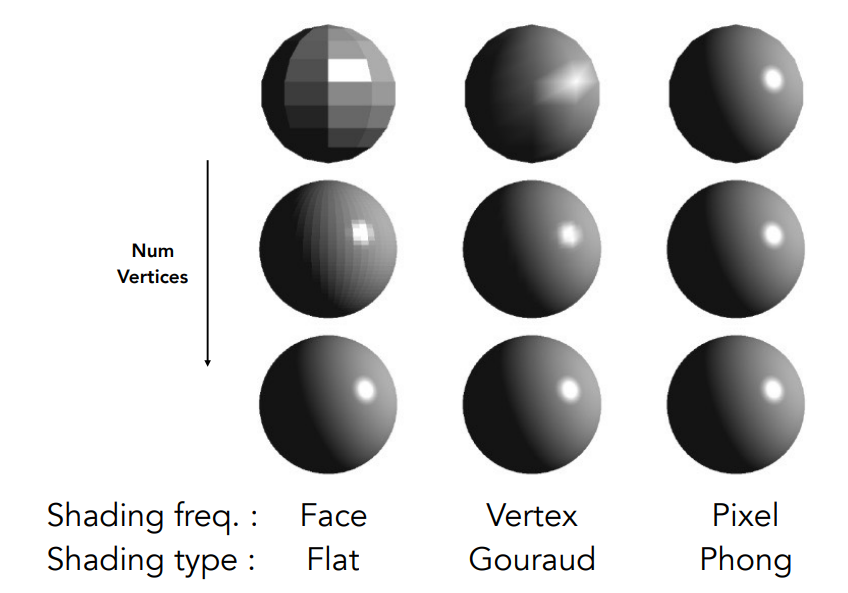 Num
Vertices
Shading freq. : Face Vertex Pixel
Shading type : Flat Gouraud Phong